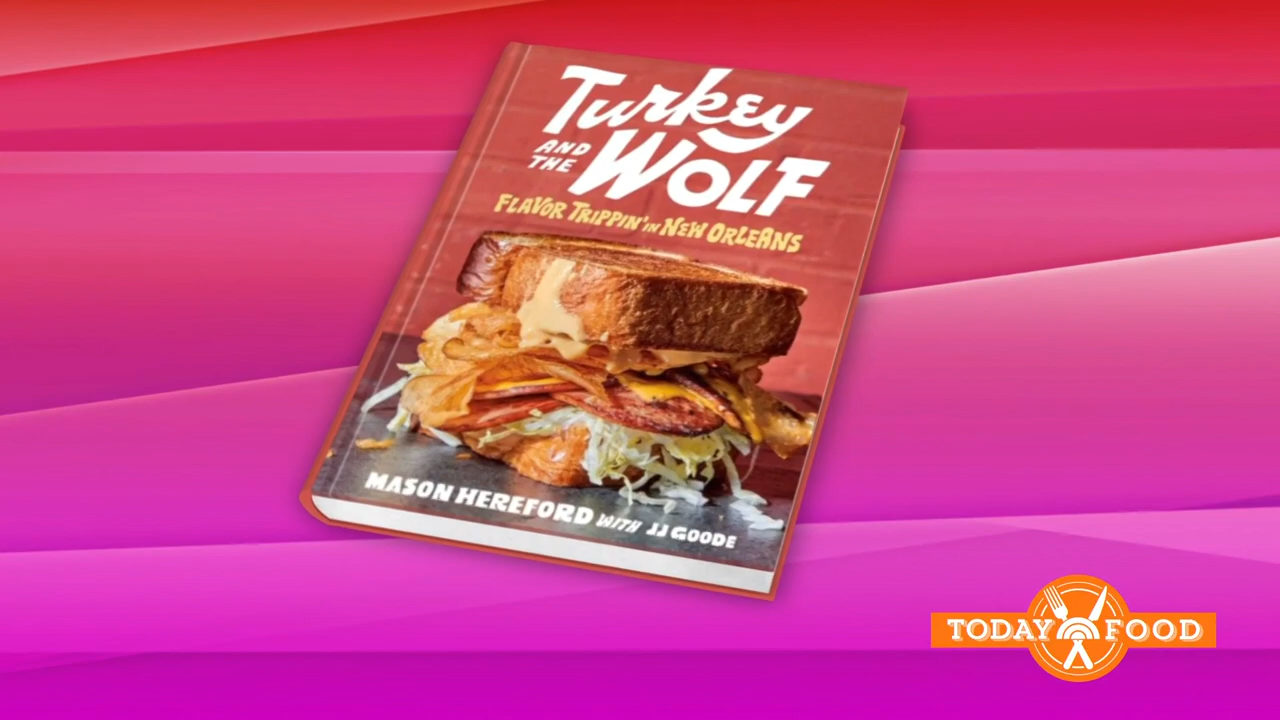 Turkey
AND
THE
WOLF
FLAVOR TRIPPIN' IN NEW ORLEANS
MASON HEREFORD WITH JJ GOODE
TODAY FOOD